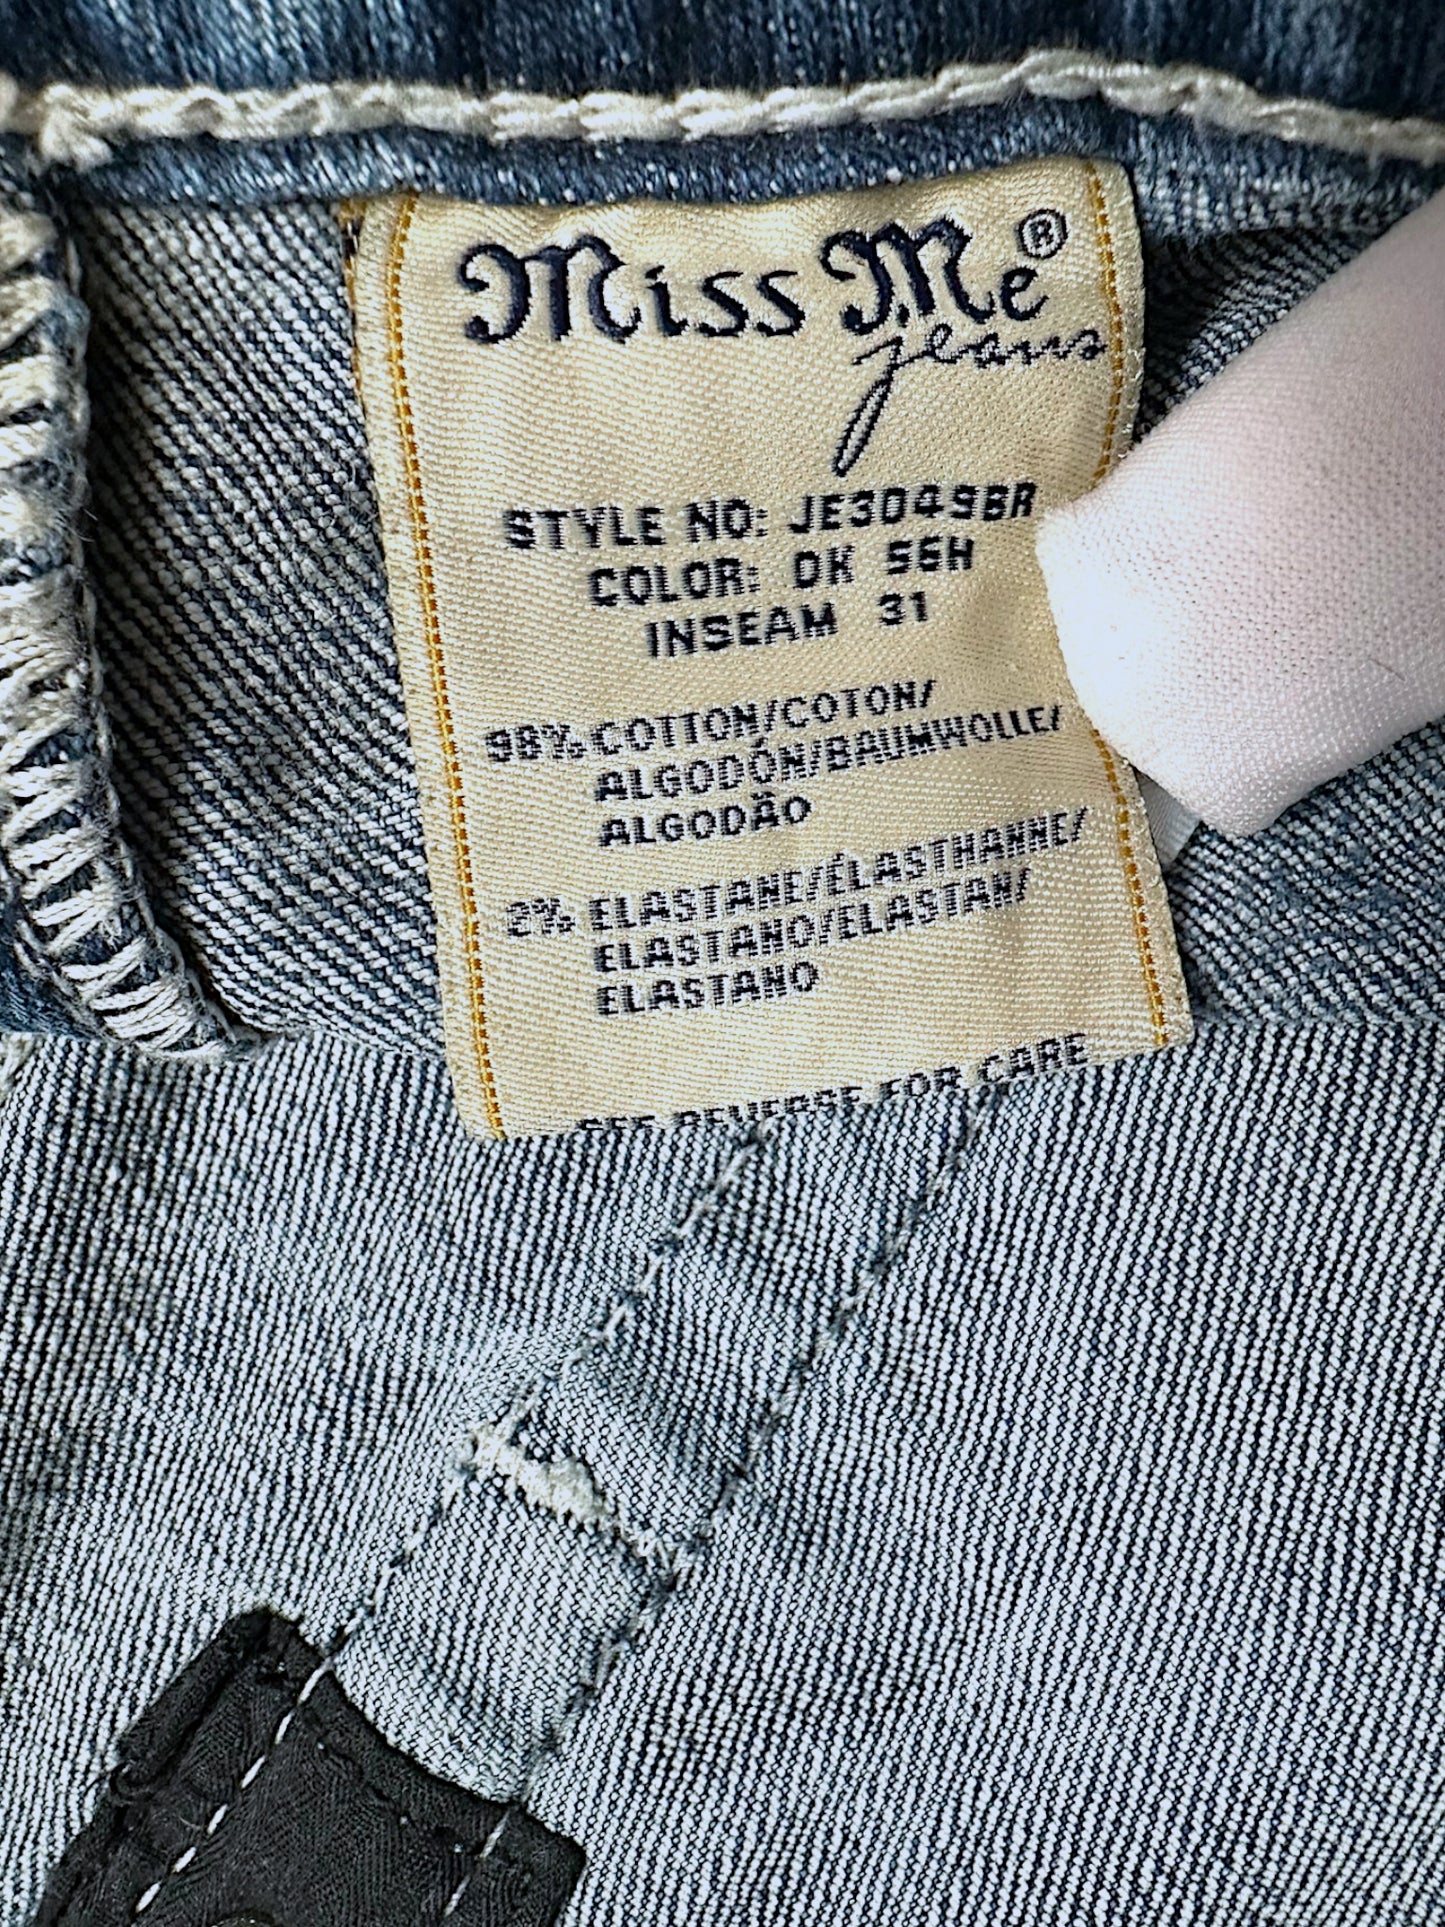 Miss Me®
jeans
STYLE NO: JE3049BR
COLOR: DK 55H
INSEAM 31
98% COTTON/COTON/
ALGODÓN/BAUMWOLLE/
ALGODÃO
2% ELASTANE/ÉLASTHANNE/
ELASTANO/ELASTAN/
ELASTANO
SEE REVERSE FOR CARE